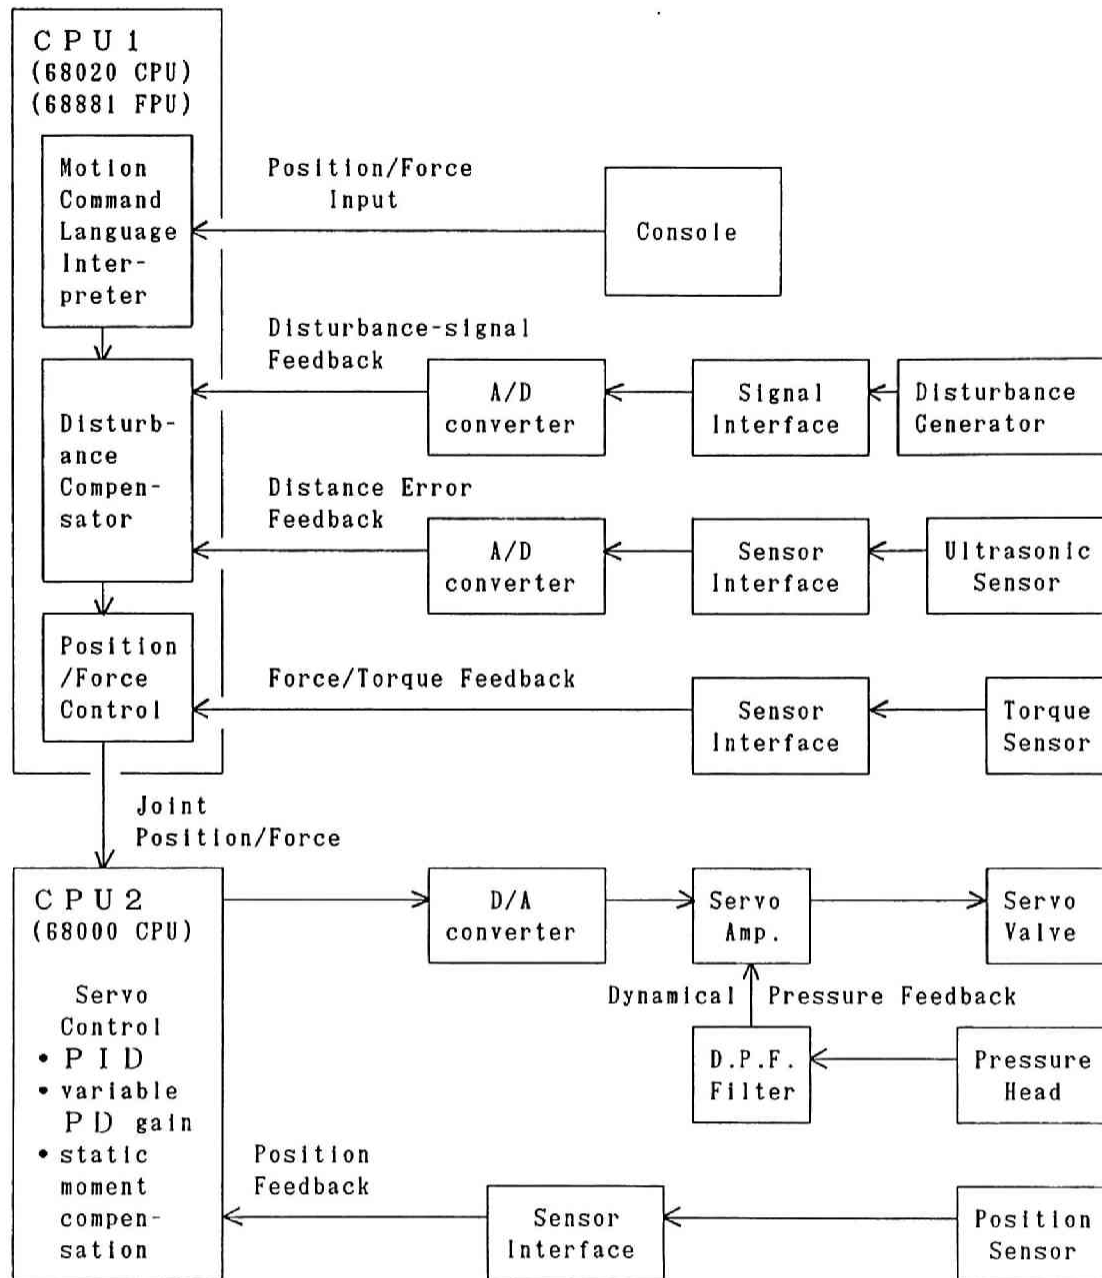 CPU1
(68020 CPU)
(68881 FPU)
Motion
Command
Language
Inter-
preter
Position/Force
Input
Console
Disturbance-signal
Feedback
Disturb-
ance
Compen-
sator
A/D
converter
Signal
Interface
Disturbance
Generator
Distance Error
Feedback
A/D
converter
Sensor
Interface
Ultrasonic
Sensor
Position
/Force
Control
Force/Torque Feedback
Sensor
Interface
Torque
Sensor
Joint
Position/Force
CPU2
(68000 CPU)
Servo
Control
• PID
• variable
PD gain
• static
moment
compen-
sation
D/A
converter
Servo
Amp.
Servo
Valve
Dynamical Pressure Feedback
D.P.F.
Filter
Pressure
Head
Position
Feedback
Sensor
Interface
Position
Sensor